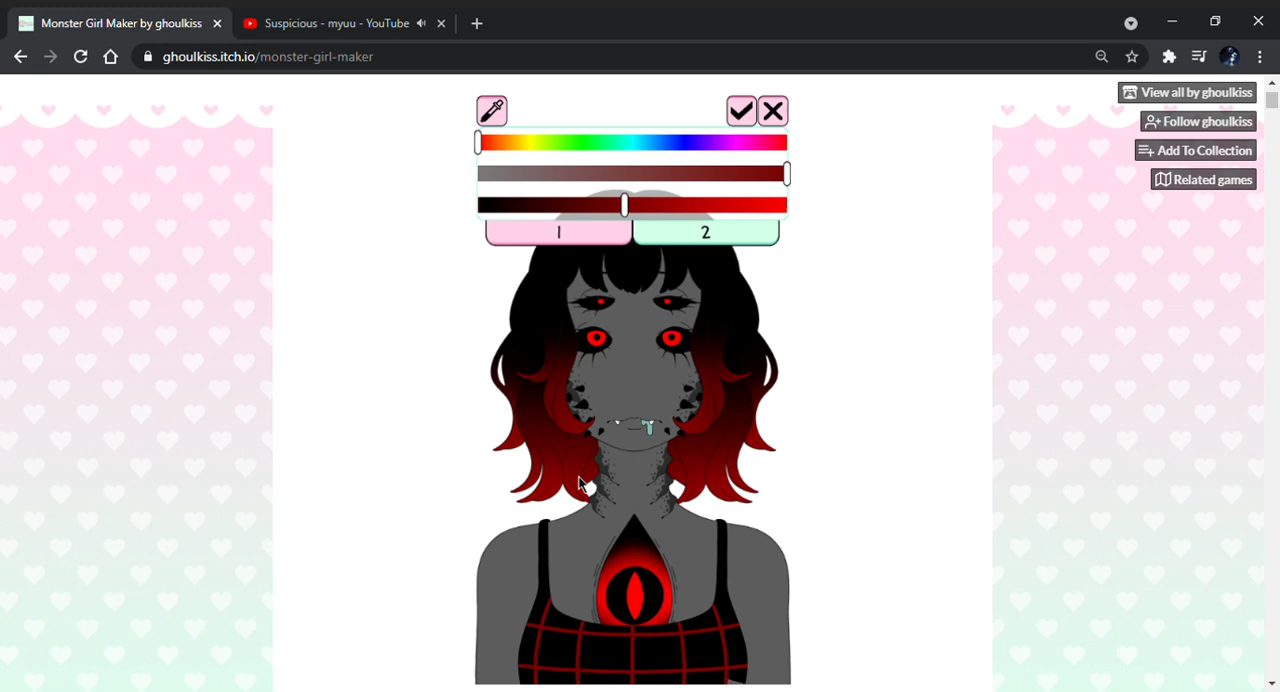 Monster Girl Maker by ghoulkiss
Suspicious - myuu - YouTube
ghoulkiss.itch.io/monster-girl-maker
View all by ghoulkiss
Follow ghoulkiss
Add To Collection
Related games
1
2